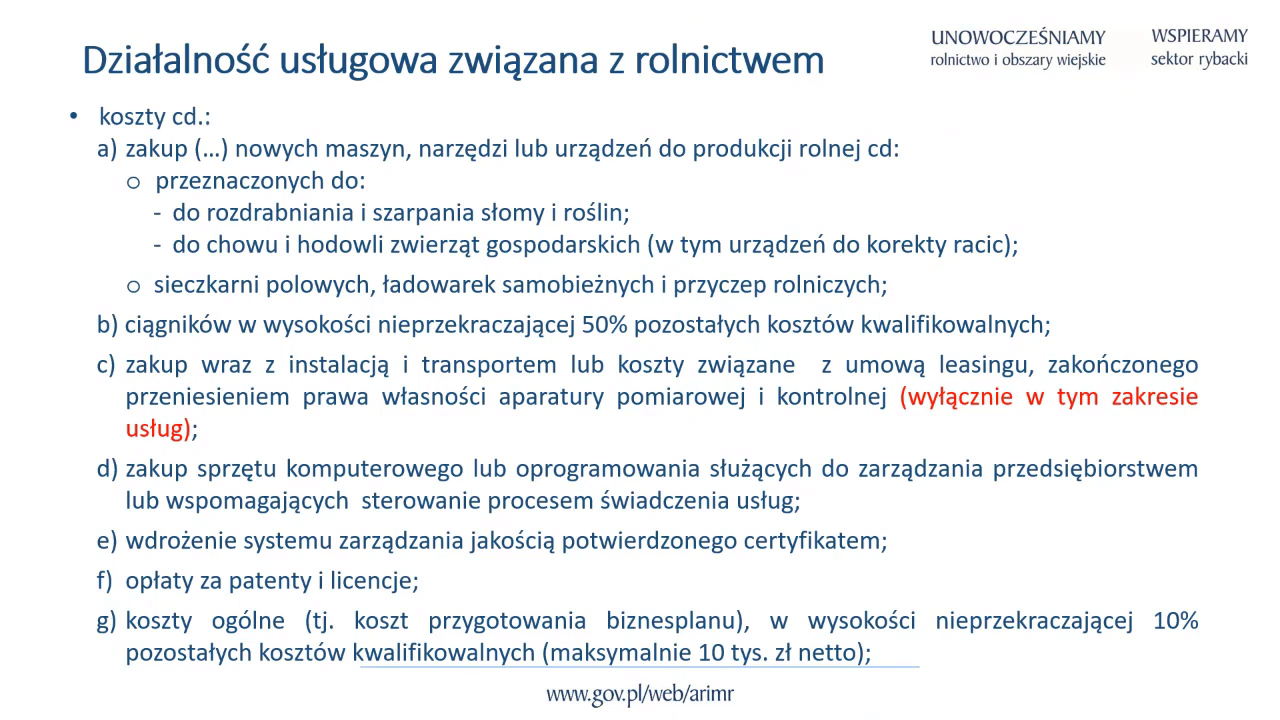 Działalność usługowa związana z rolnictwem
UNOWOCZEŚNIAMY
rolnictwo i obszary wiejskie
WSPIERAMY
sektor rybacki
• koszty cd.:
a) zakup (…) nowych maszyn, narzędzi lub urządzeń do produkcji rolnej cd:
o przeznaczonych do:
- do rozdrabniania i szarpania słomy i roślin;
- do chowu i hodowli zwierząt gospodarskich (w tym urządzeń do korekty racic);
o sieczkarni polowych, ładowarek samobieżnych i przyczep rolniczych;
b) ciągników w wysokości nieprzekraczającej 50% pozostałych kosztów kwalifikowalnych;
c) zakup wraz z instalacją i transportem lub koszty związane z umową leasingu, zakończonego
przeniesieniem prawa własności aparatury pomiarowej i kontrolnej (wyłącznie w tym zakresie
usług);
d) zakup sprzętu komputerowego lub oprogramowania służących do zarządzania przedsiębiorstwem
lub wspomagających sterowanie procesem świadczenia usług;
e) wdrożenie systemu zarządzania jakością potwierdzonego certyfikatem;
f) opłaty za patenty i licencje;
g) koszty ogólne (tj. koszt przygotowania biznesplanu), w wysokości nieprzekraczającej 10%
pozostałych kosztów kwalifikowalnych (maksymalnie 10 tys. zł netto);
www.gov.pl/web/arimr